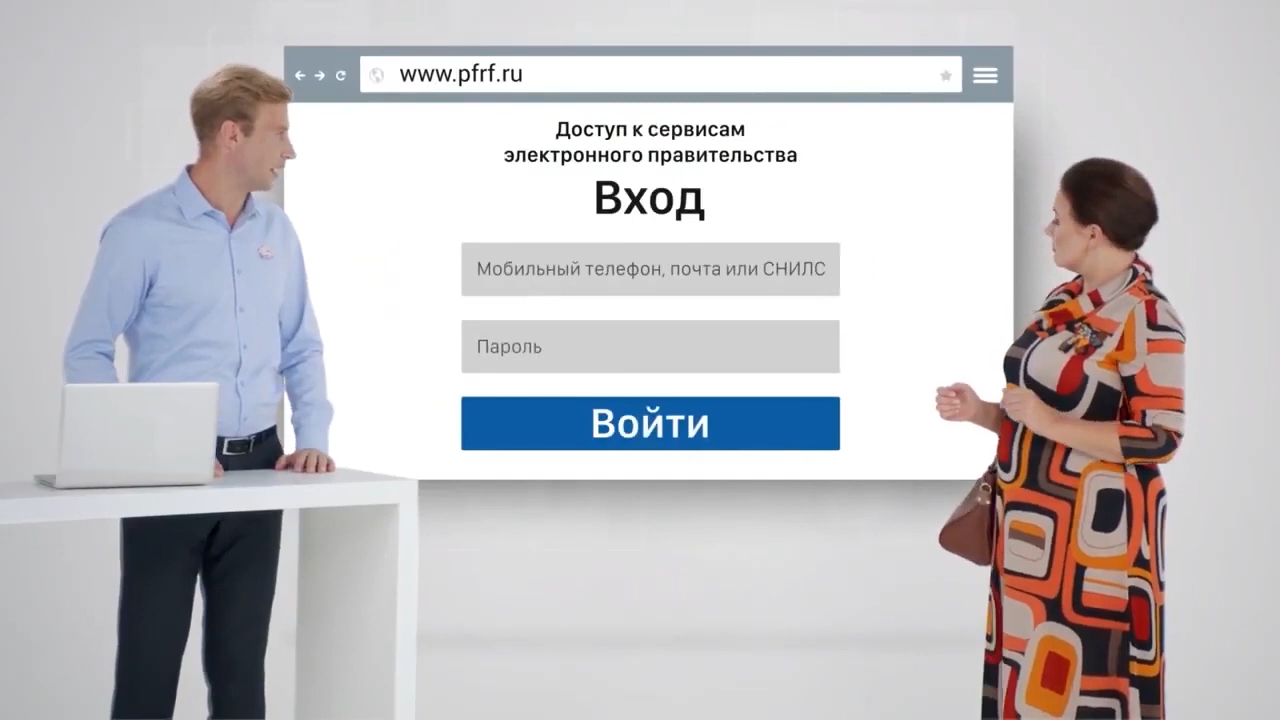 www.pfrf.ru
Доступ к сервисам
электронного правительства
Вход
Мобильный телефон, почта или СНИЛС
Пароль
Войти